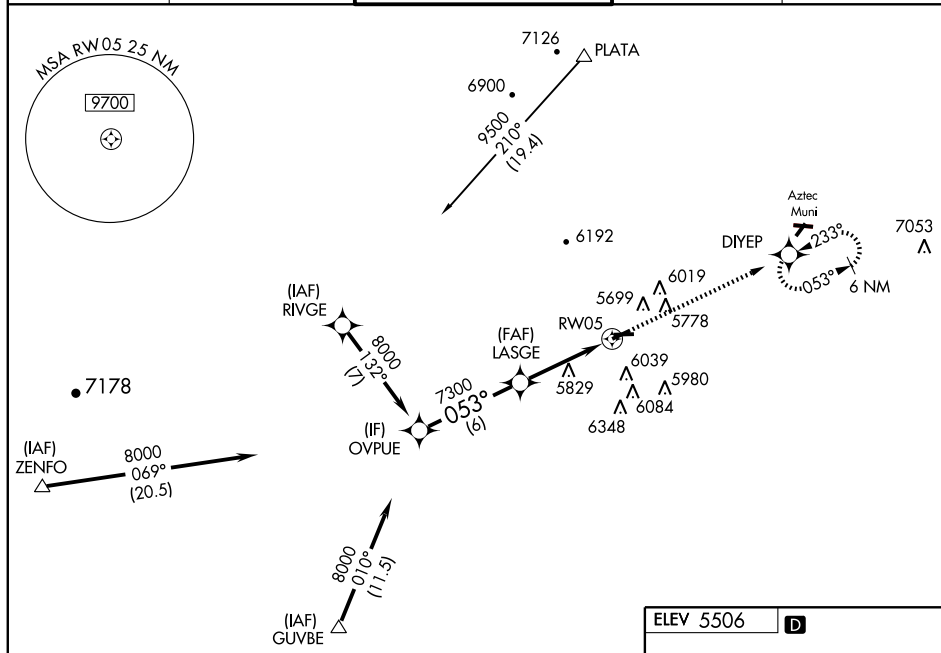 MSA RW05 25 NM
9700
7126
PLATA
6900
9500
210°
(19.4)
6192
Aztec
Muni
7053
DIYEP
233°
053°
6 NM
(IAF)
RIVGE
8000
132°
(7)
6019
5699
5778
RW05
(FAF)
LASGE
5829
6039
5980
6084
6348
7178
7300
053°
(6)
(IF)
OVPUE
(IAF)
ZENFO
8000
069°
(20.5)
8000
010°
(11.5)
(IAF)
GUVBE
ELEV 5506
D